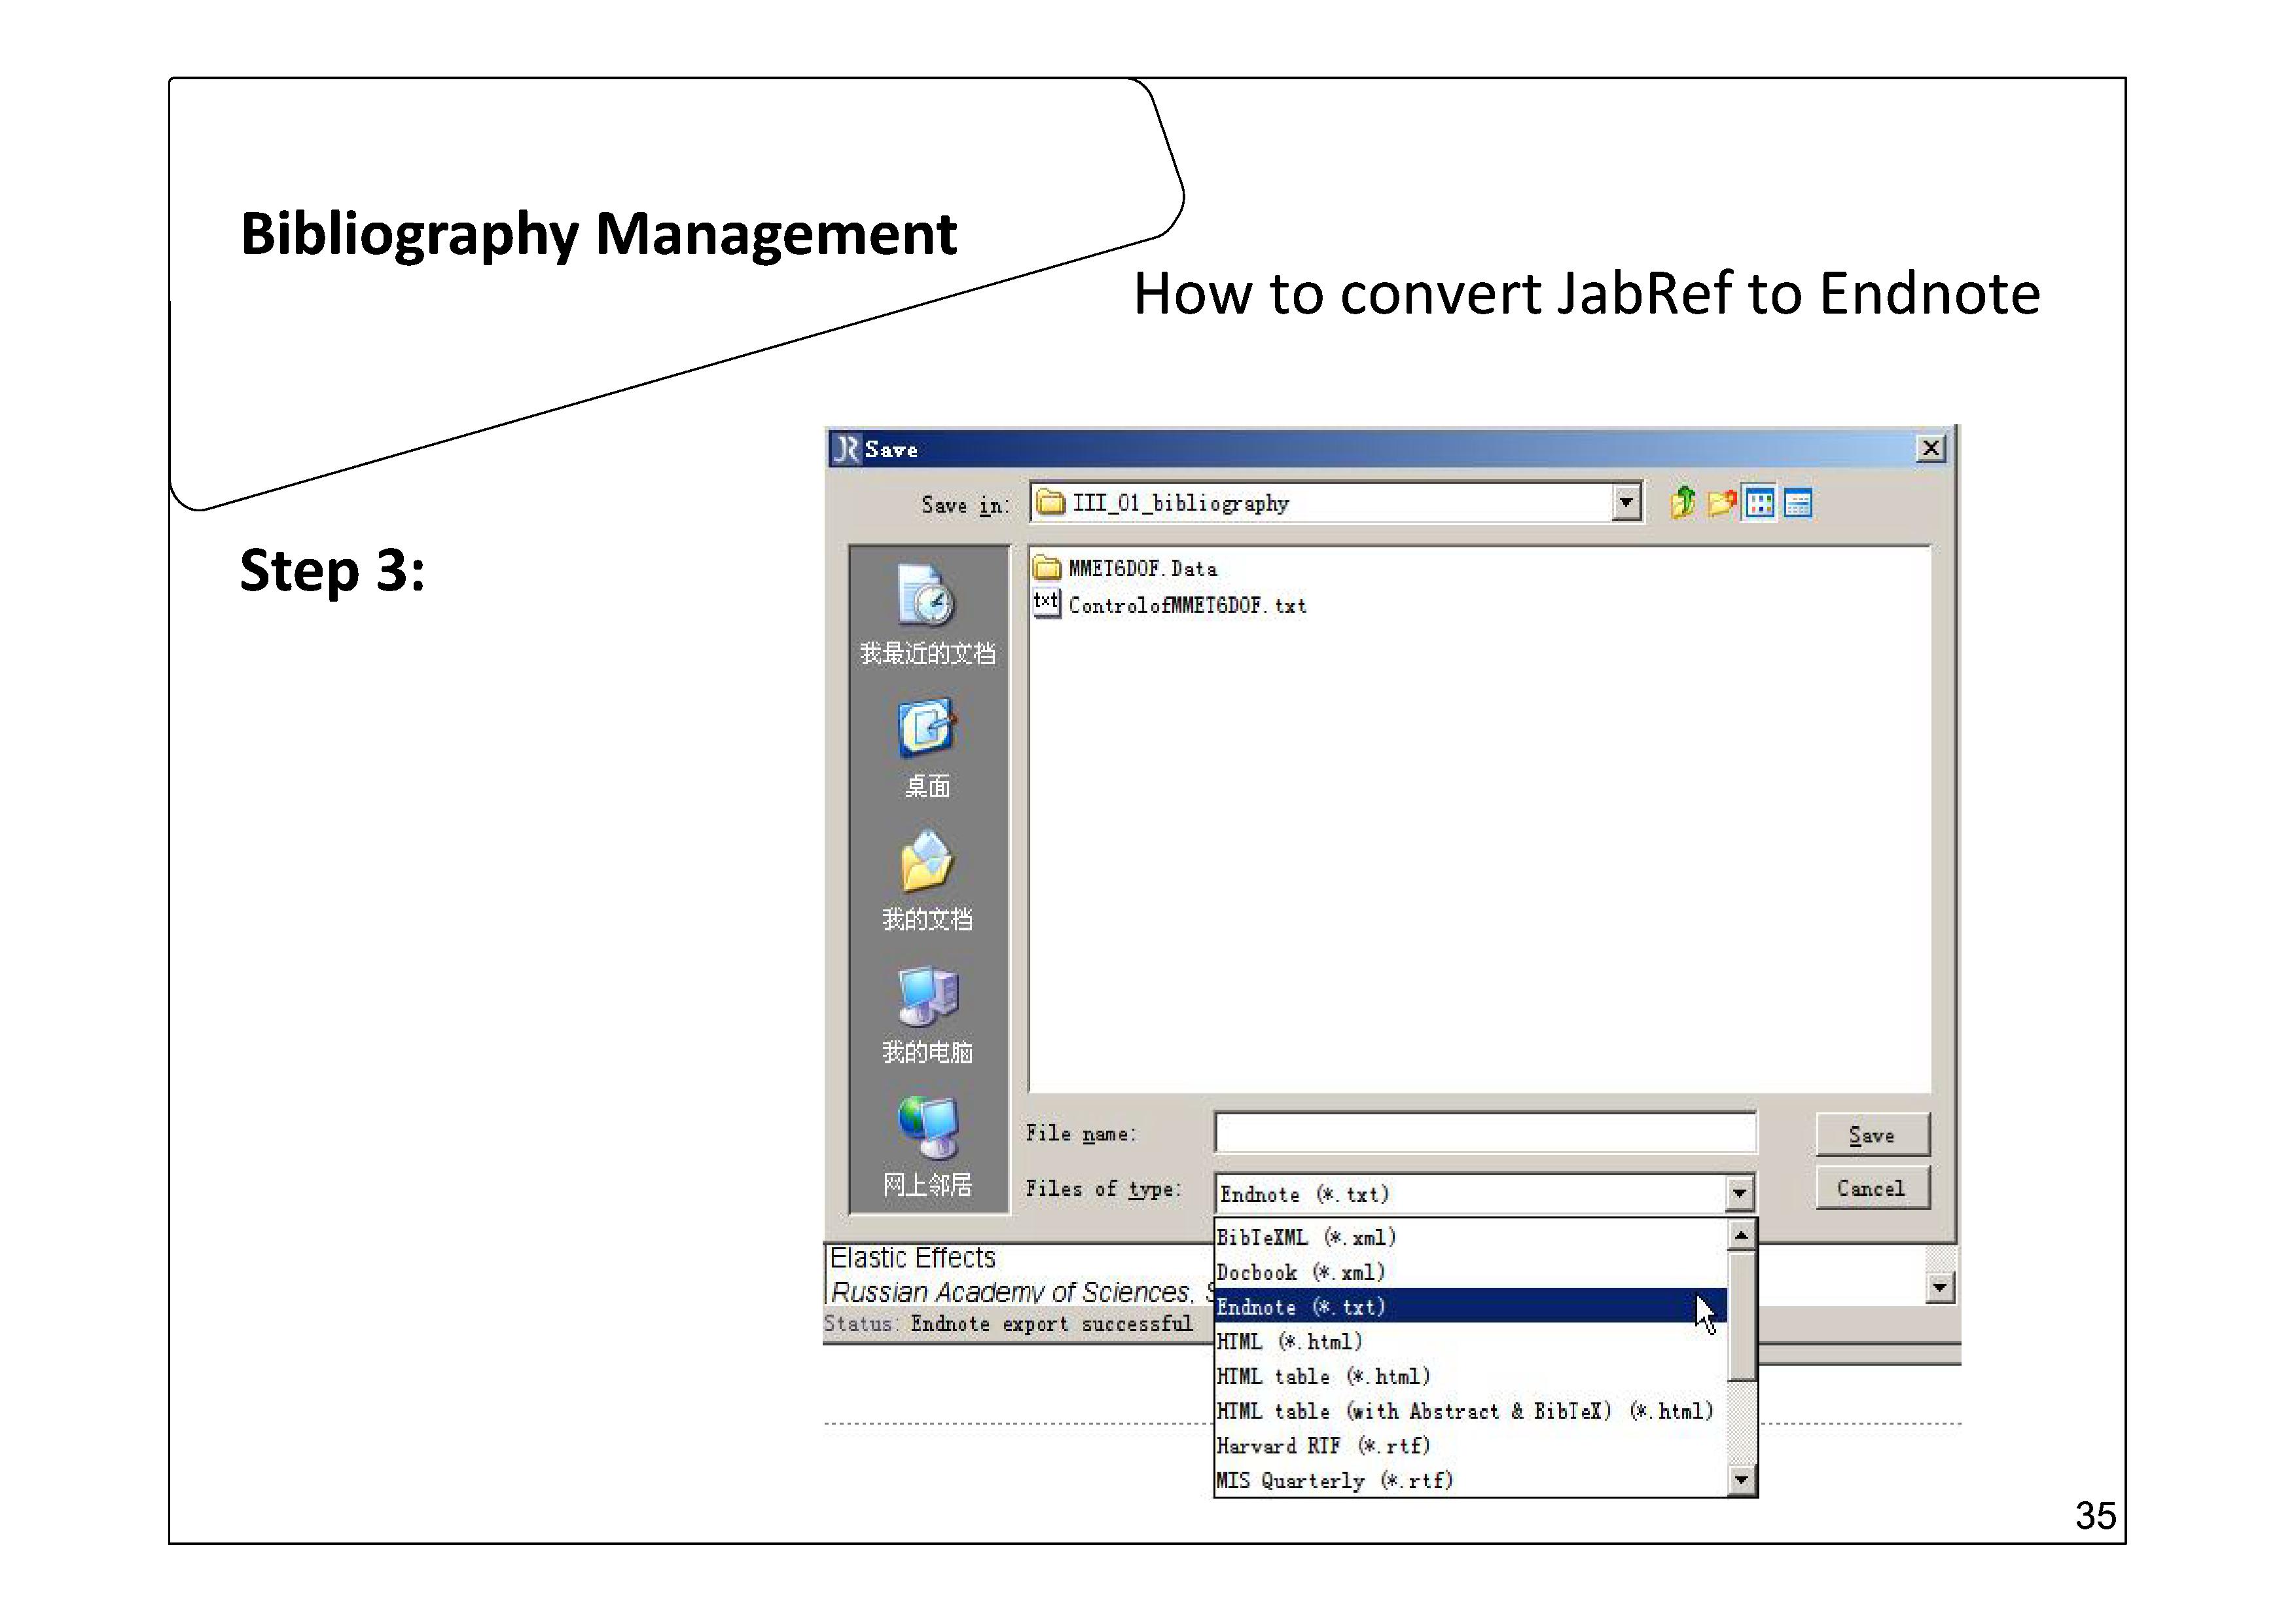 Bibliography Management
How to convert JabRef to Endnote
Step 3:
Save
Save in: III_01_bibliography
MMET6DOF.Data
txt ControlofMMET6DOF.txt
我最近的文档
桌面
我的文档
我的电脑
网上邻居
File name:
Save
Files of type: Endnote (*.txt)
Cancel
BibTeXML (*.xml)
Docbook (*.xml)
Endnote (*.txt)
HTML (*.html)
HTML table (*.html)
HTML table (with Abstract & BibTeX) (*.html)
Harvard RTF (*.rtf)
MIS Quarterly (*.rtf)
Elastic Effects
Russian Academy of Sciences,
Status: Endnote export successful
35